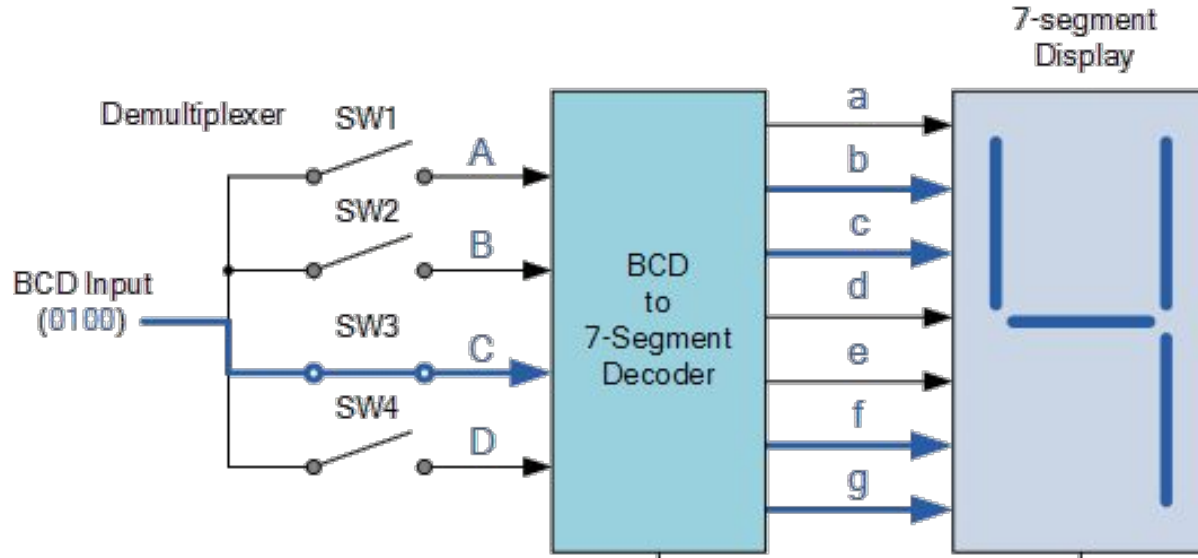 7-segment
Display
Demultiplexer
SW1
A
a
b
SW2
B
c
BCD Input
(0100)
BCD
to
7-Segment
Decoder
d
SW3
C
e
SW4
D
f
g